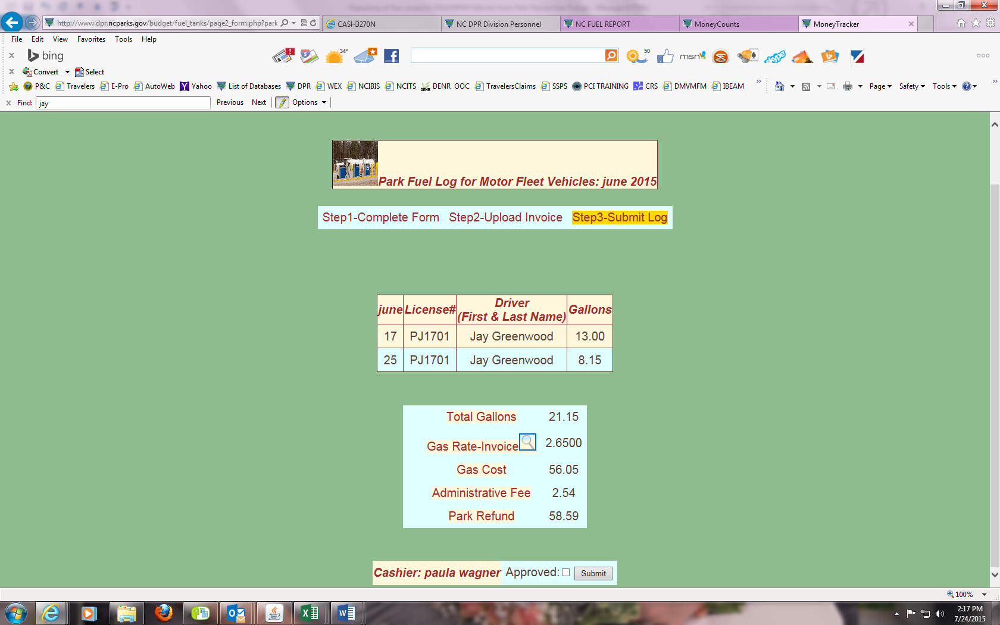 http://www.dpr.ncparks.gov/budget/fuel_tanks/page2_form.php?park
CASH3270N
NC DPR Division Personnel
NC FUEL REPORT
MoneyCounts
MoneyTracker
File Edit View Favorites Tools Help
bing
34°
50
msn
skype
Convert Select
P&C Travelers E-Pro AutoWeb Yahoo List of Databases DPR WEX NCIBIS NCITS DENR OOC TravelersClaims SSPS PCI TRAINING CRS DMVMFM IBEAM Page Safety Tools
Find: jay Previous Next Options
Park Fuel Log for Motor Fleet Vehicles: june 2015
Step1-Complete Form Step2-Upload Invoice Step3-Submit Log
june License# Driver (First & Last Name) Gallons
17 PJ1701 Jay Greenwood 13.00
25 PJ1701 Jay Greenwood 8.15
Total Gallons 21.15
Gas Rate-Invoice 2.6500
Gas Cost 56.05
Administrative Fee 2.54
Park Refund 58.59
Cashier: paula wagner Approved: Submit
100%
2:17 PM
7/24/2015